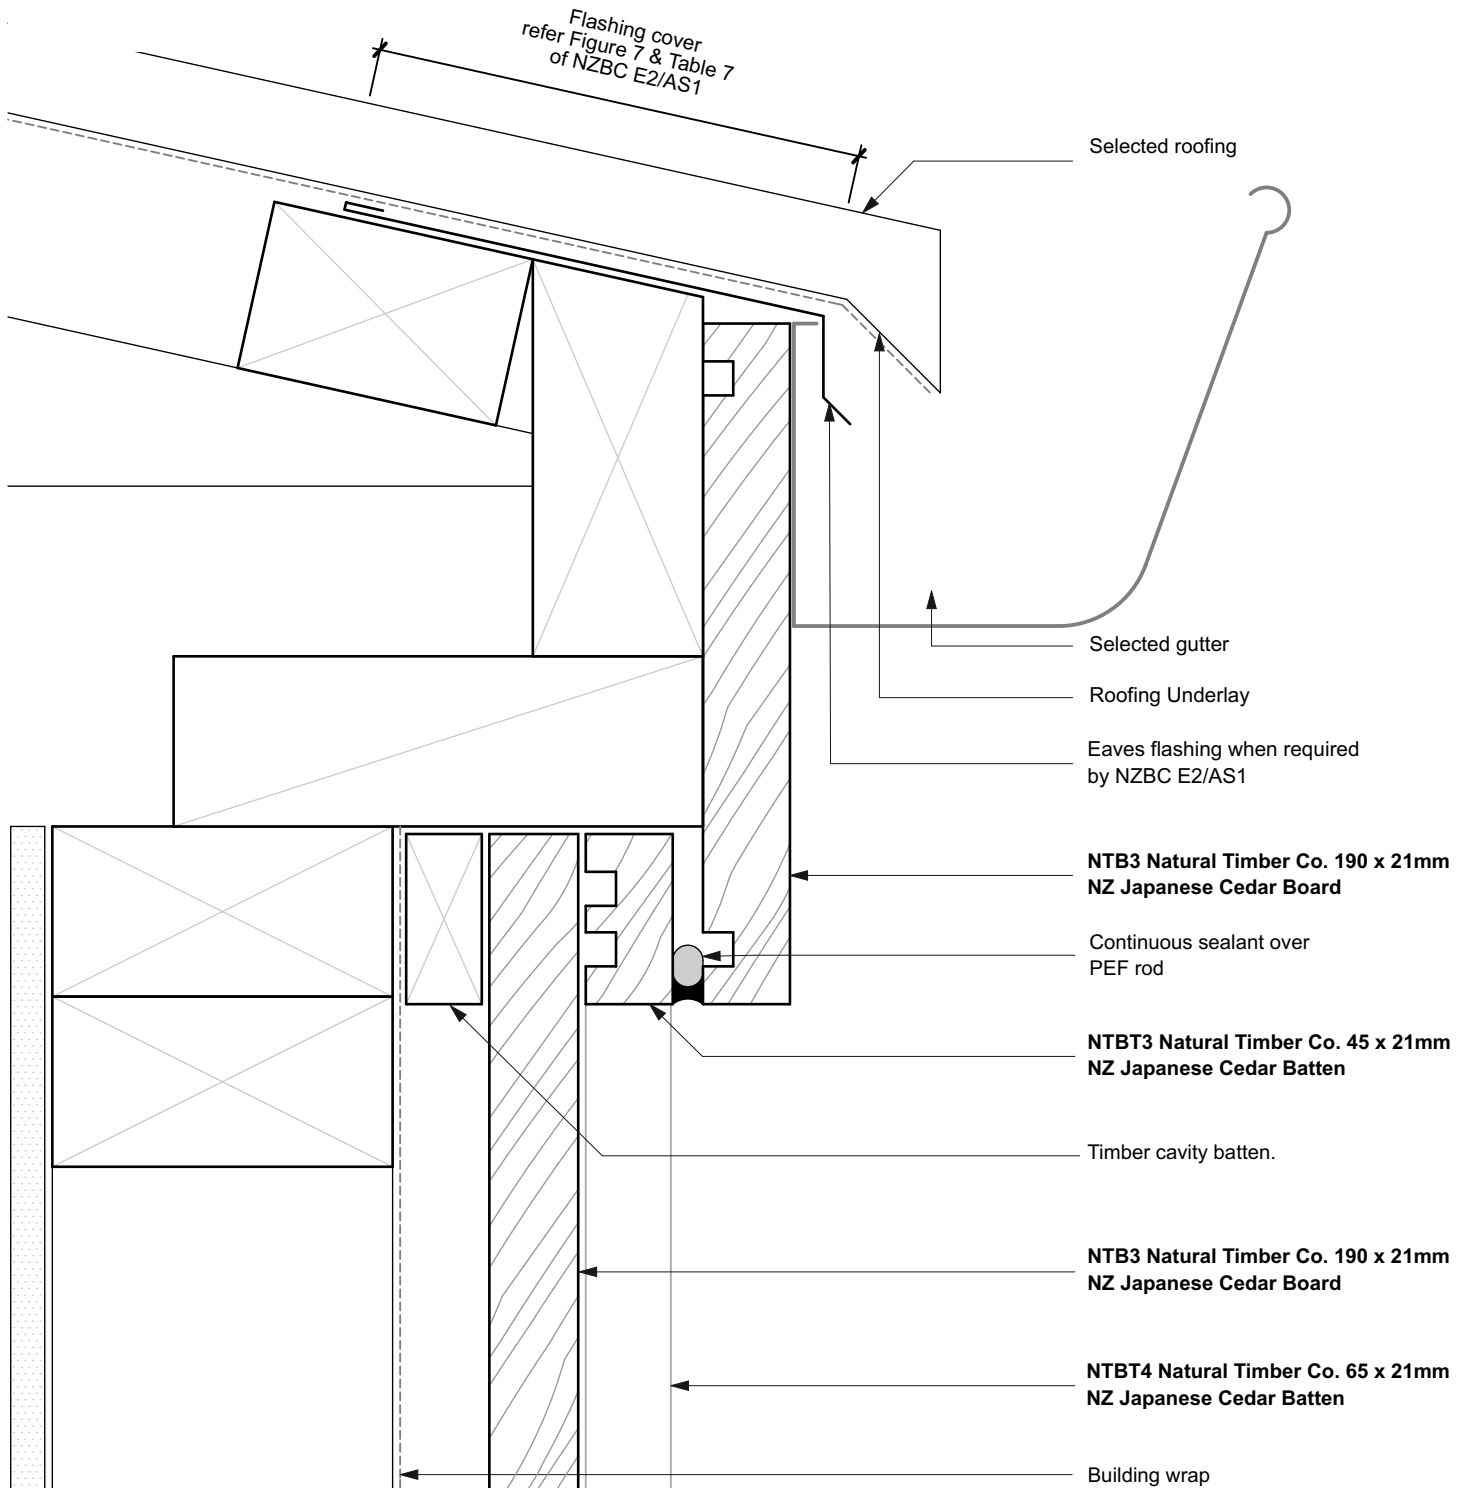 Flashing cover
refer Figure 7 & Table 7
of NZBC E2/AS1
Selected roofing
Selected gutter
Roofing Underlay
Eaves flashing when required
by NZBC E2/AS1
NTB3 Natural Timber Co. 190 x 21mm
NZ Japanese Cedar Board
Continuous sealant over
PEF rod
NTBT3 Natural Timber Co. 45 x 21mm
NZ Japanese Cedar Batten
Timber cavity batten.
NTB3 Natural Timber Co. 190 x 21mm
NZ Japanese Cedar Board
NTBT4 Natural Timber Co. 65 x 21mm
NZ Japanese Cedar Batten
Building wrap